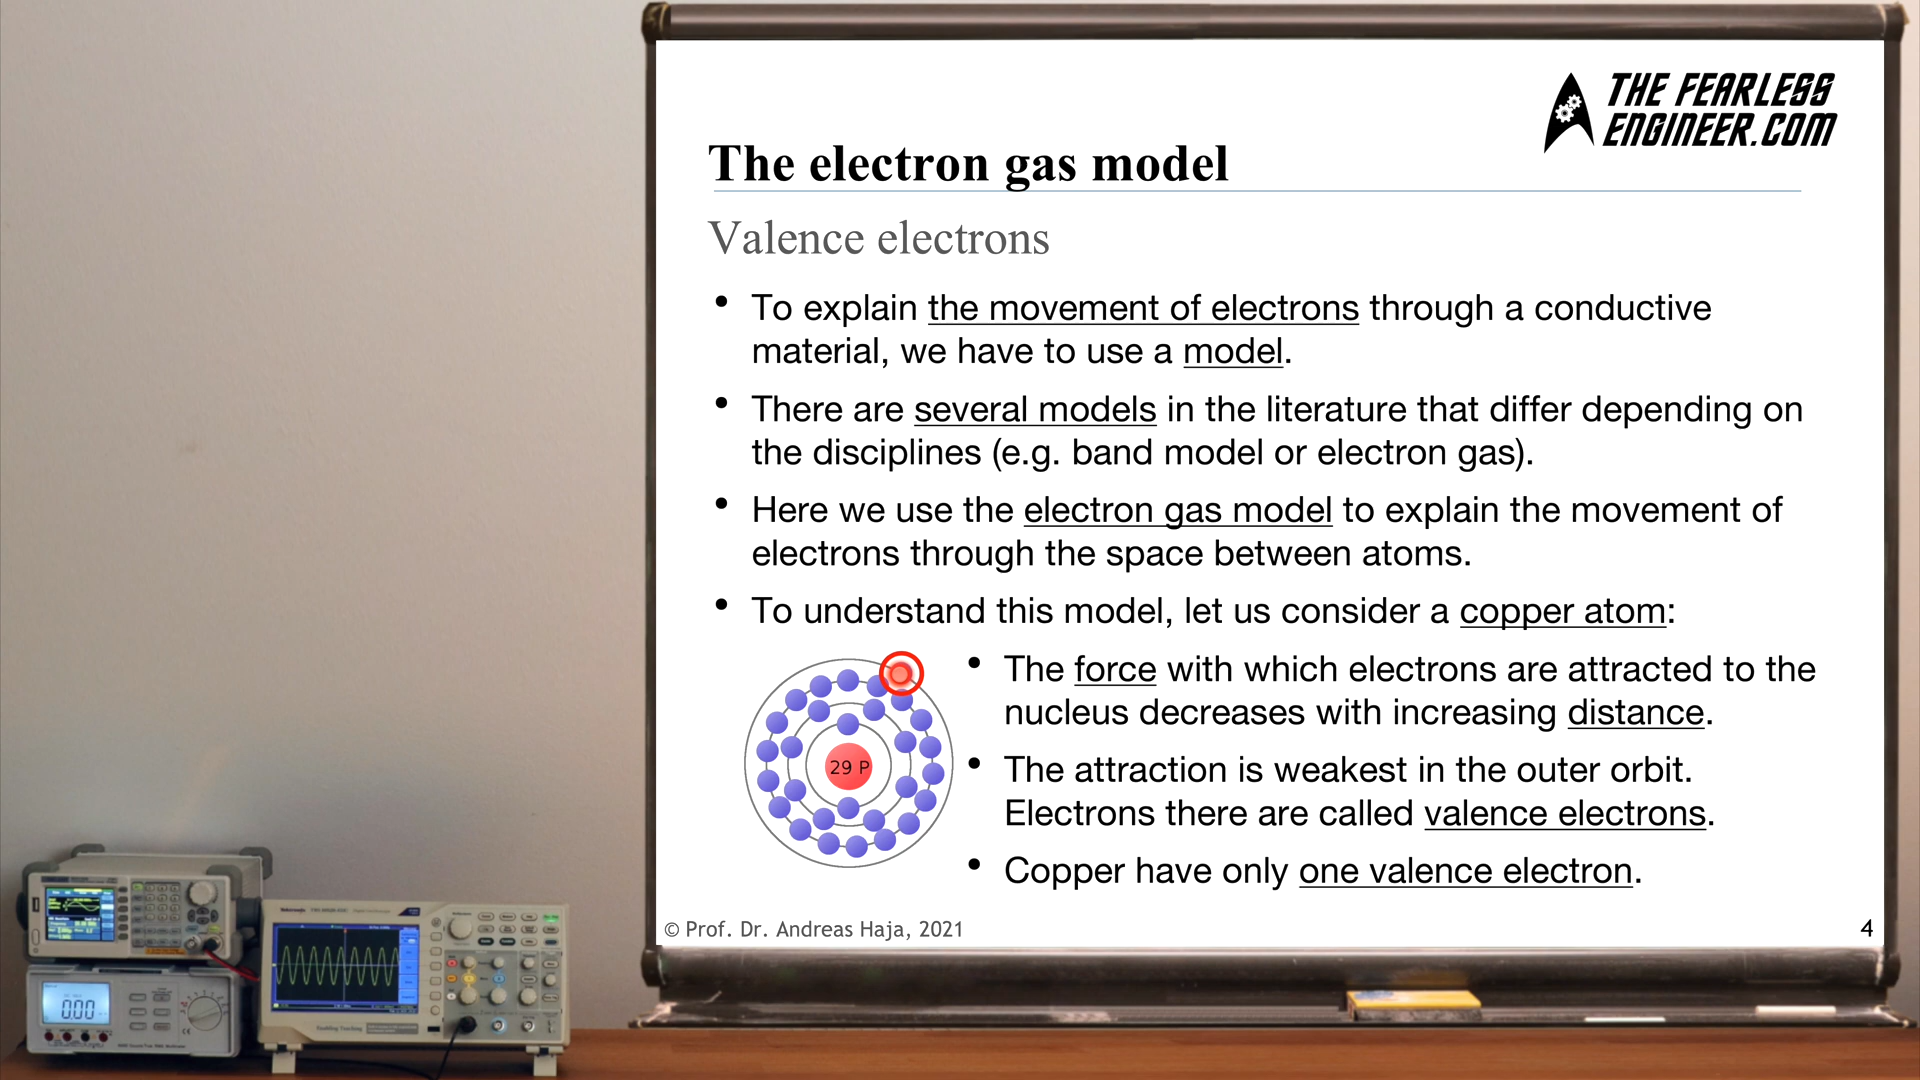 THE FEARLESS
ENGINEER.COM
The electron gas model
Valence electrons
• To explain the movement of electrons through a conductive
material, we have to use a model.
• There are several models in the literature that differ depending on
the disciplines (e.g. band model or electron gas).
• Here we use the electron gas model to explain the movement of
electrons through the space between atoms.
• To understand this model, let us consider a copper atom:
• The force with which electrons are attracted to the
nucleus decreases with increasing distance.
• The attraction is weakest in the outer orbit.
Electrons there are called valence electrons.
• Copper have only one valence electron.
29 P
© Prof. Dr. Andreas Haja, 2021
4
Tektronix
0.00